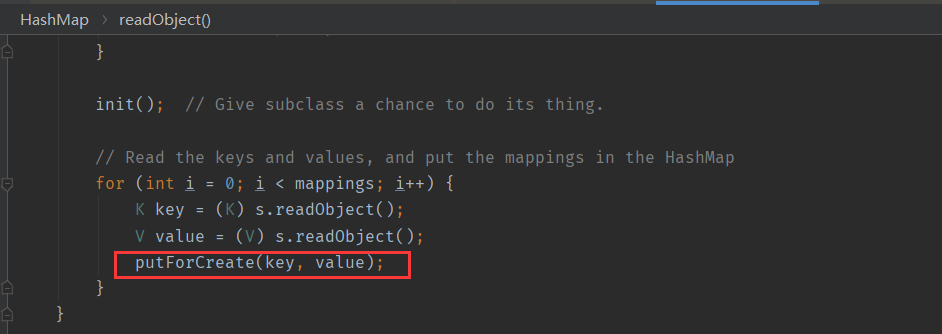 HashMap › readObject()
}
init();  // Give subclass a chance to do its thing.
// Read the keys and values, and put the mappings in the HashMap
for (int i = 0; i < mappings; i++) {
K key = (K) s.readObject();
V value = (V) s.readObject();
putForCreate(key, value);
}
}